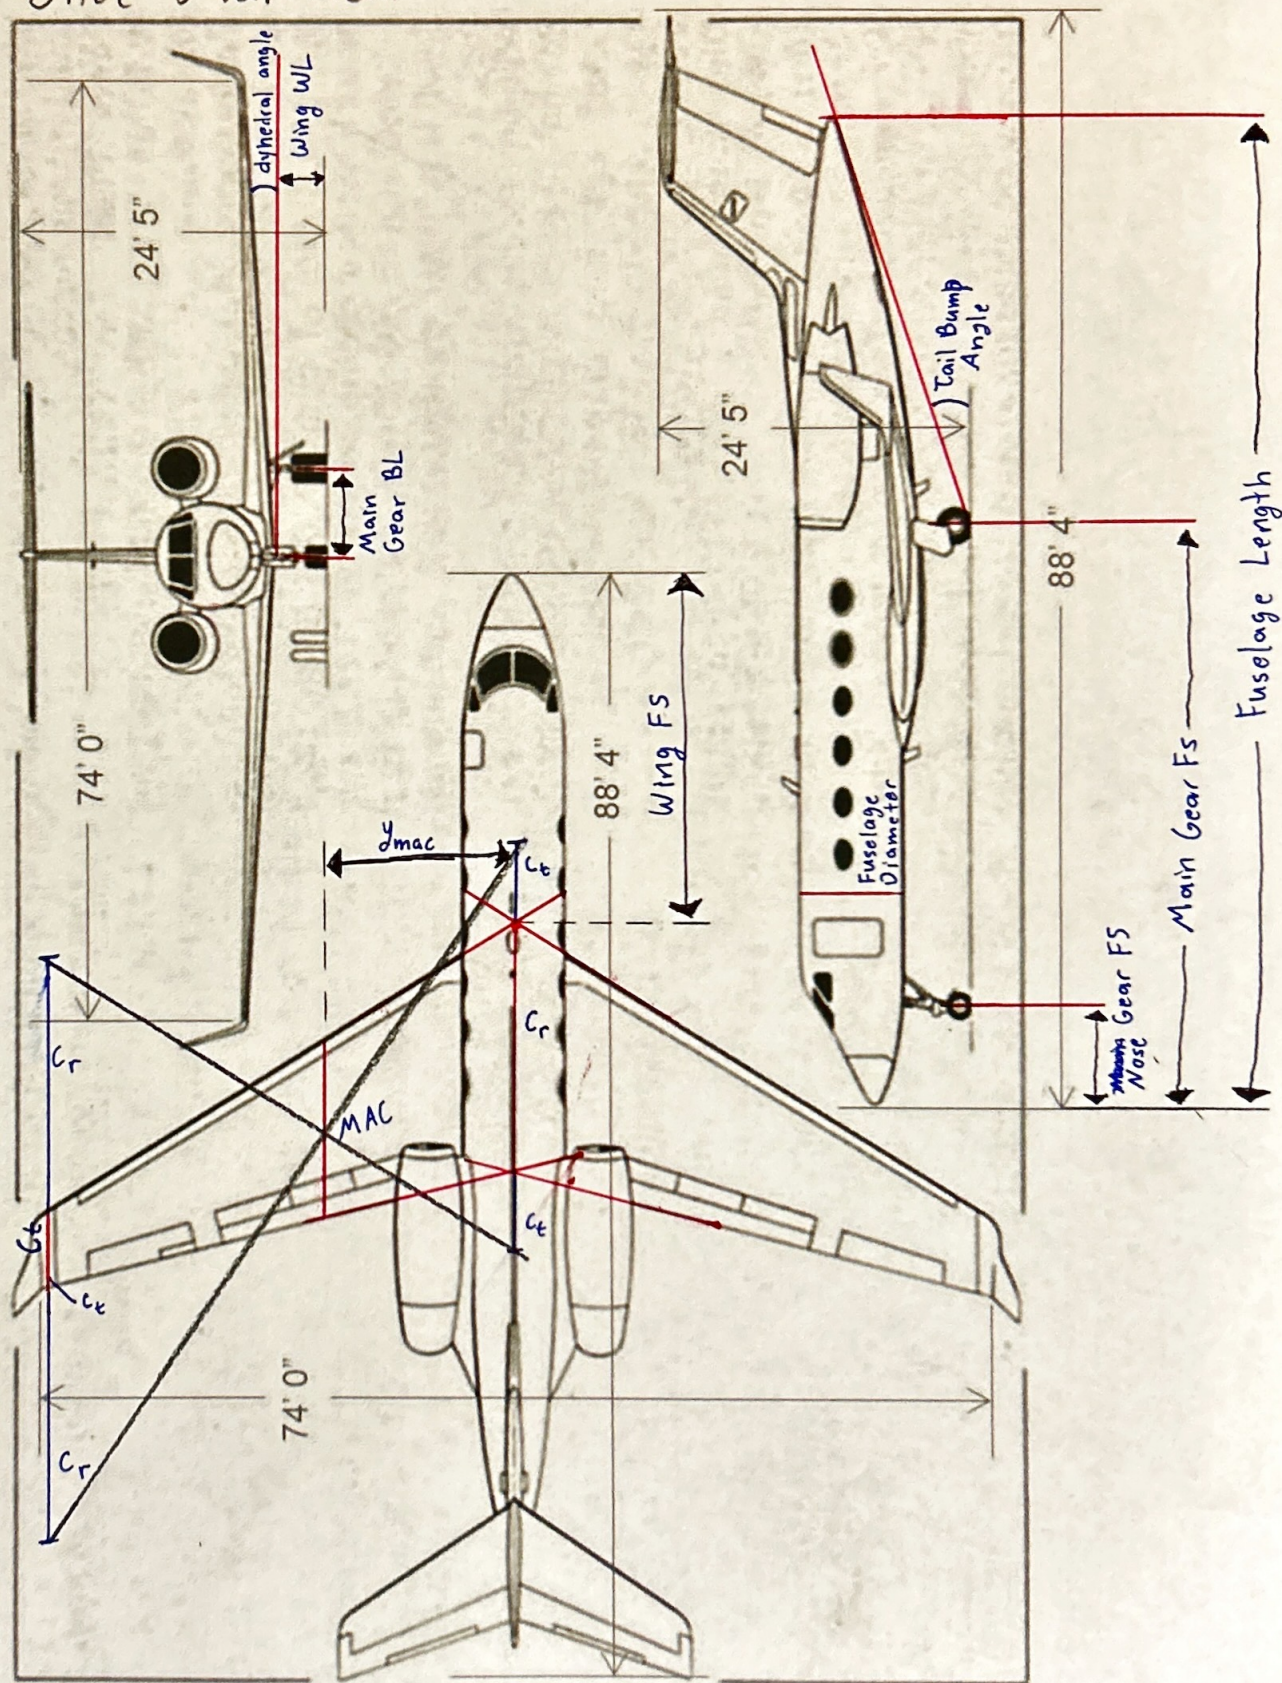 ) dyhedral angle
Wing WL
24' 5"
74' 0"
Main
Gear BL
24' 5"
) Tail Bump
Angle
88' 4"
Fuselage Length
Main Gear FS
Gear FS
Nose
Fuselage
Diameter
88' 4"
Wing FS
ymac
Ct
Cr
Ct
MAC
Cr
Ct
Ct
Cr
74' 0"